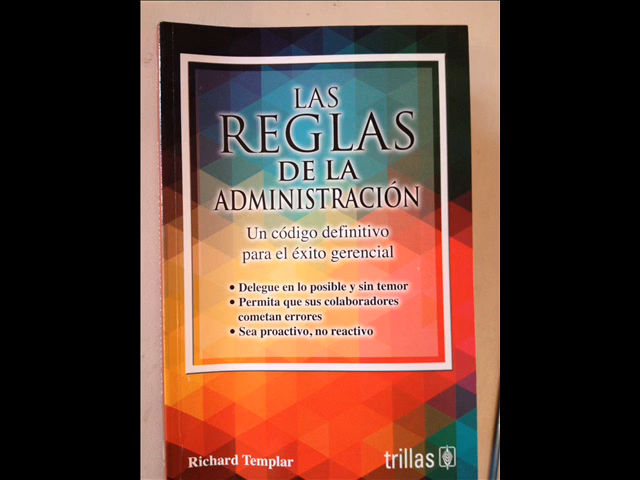 LAS
REGLAS
DE LA
ADMINISTRACIÓN
Un código definitivo
para el éxito gerencial
• Delegue en lo posible y sin temor
• Permita que sus colaboradores
cometan errores
• Sea proactivo, no reactivo
Richard Templar
trillas